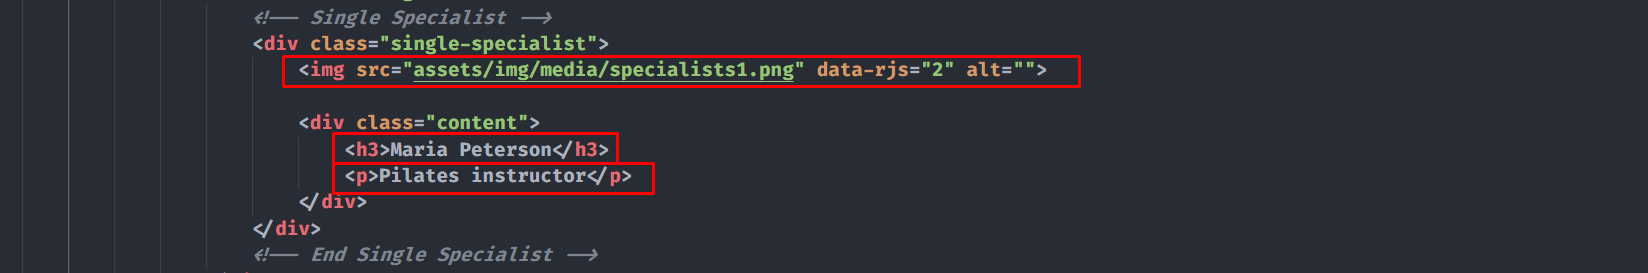 <!-- Single Specialist -->
<div class="single-specialist">
<img src="assets/img/media/specialists1.png" data-rjs="2" alt="">
<div class="content">
<h3>Maria Peterson</h3>
<p>Pilates instructor</p>
</div>
</div>
<!-- End Single Specialist -->